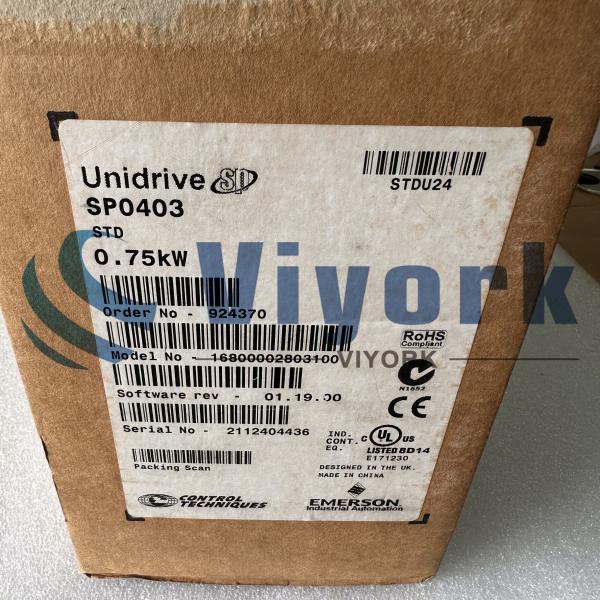 Unidrive sp
STDU24
SP0403
STD
0.75kW
Viyork
VIYORK
Order No - 924370
Model No - 16800002803100
Software rev - 01.19.00
Serial No - 2112404436
Packing Scan
RoHS
Compliant
N1652
CE
IND.
CONT.
EQ.
C UL US
LISTED 8D14
E171230
DESIGNED IN THE UK.
MADE IN CHINA
CONTROL
TECHNIQUES
EMERSON
Industrial Automation